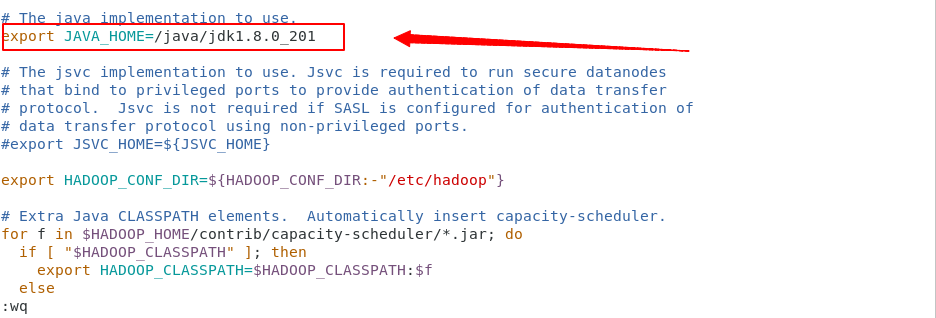 # The java implementation to use.
export JAVA_HOME=/java/jdk1.8.0_201
# The jsvc implementation to use. Jsvc is required to run secure datanodes
# that bind to privileged ports to provide authentication of data transfer
# protocol.  Jsvc is not required if SASL is configured for authentication of
# data transfer protocol using non-privileged ports.
#export JSVC_HOME=${JSVC_HOME}
export HADOOP_CONF_DIR=${HADOOP_CONF_DIR:-"/etc/hadoop"}
# Extra Java CLASSPATH elements.  Automatically insert capacity-scheduler.
for f in $HADOOP_HOME/contrib/capacity-scheduler/*.jar; do
  if [ "$HADOOP_CLASSPATH" ]; then
    export HADOOP_CLASSPATH=$HADOOP_CLASSPATH:$f
  else
:wq